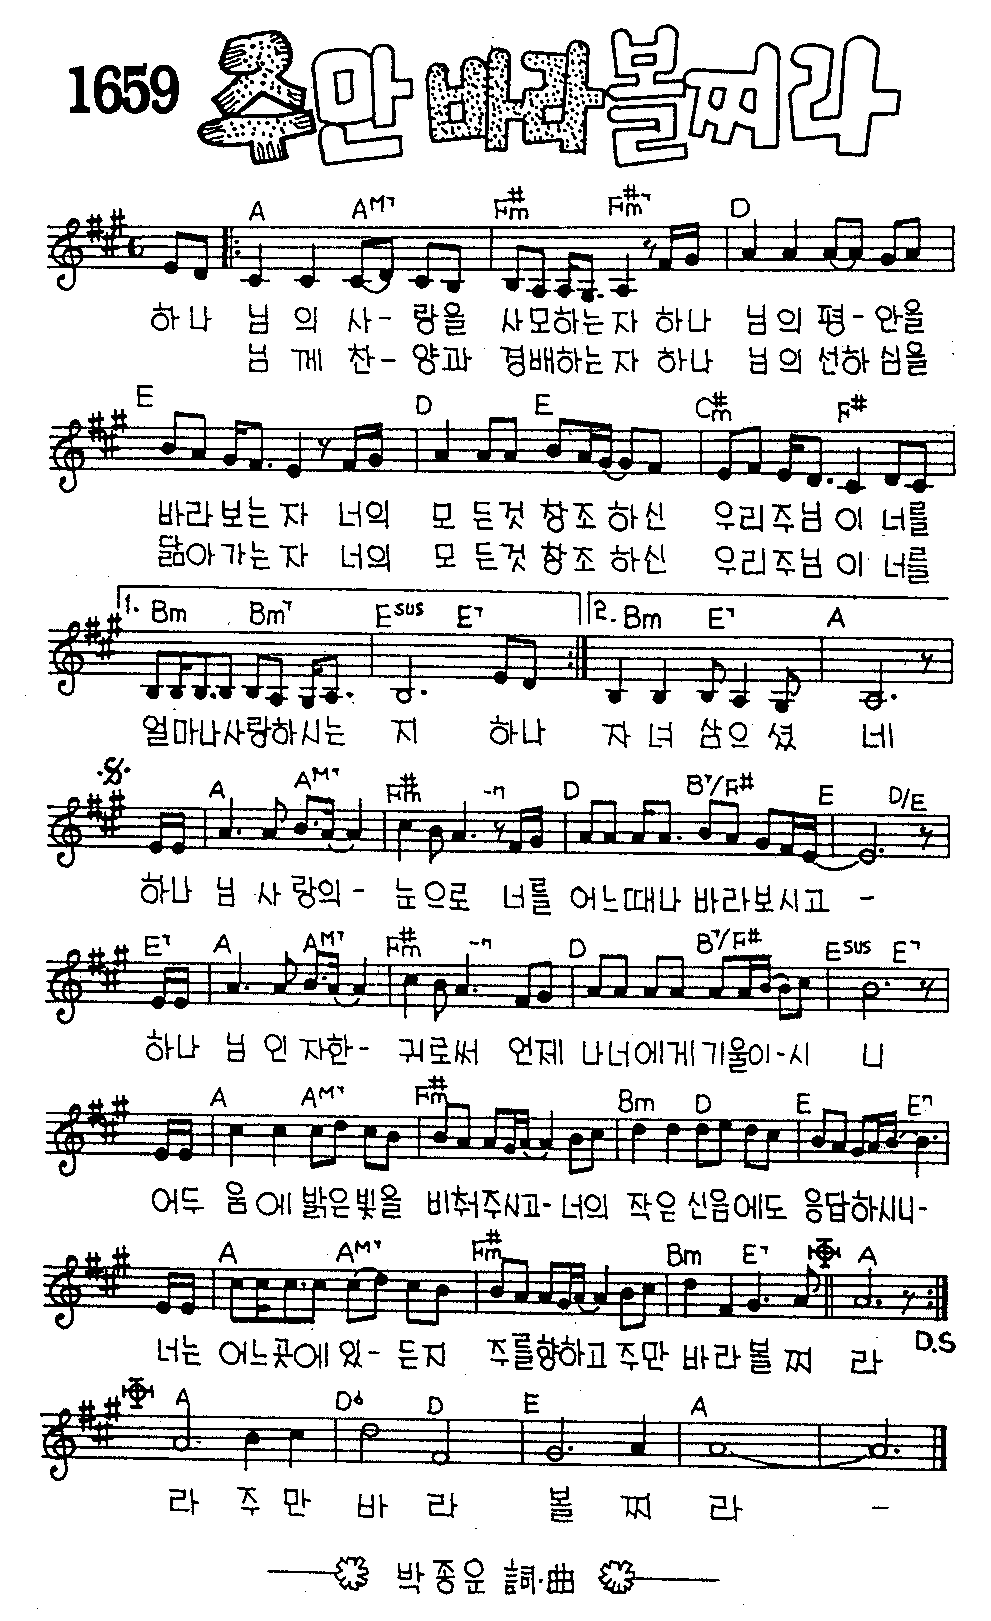 1659 주만바라볼찌라
A AM7 F#m F#m7 D
하나 님의 사-랑을 사모하는자 하나 님의 평-안을
님께 찬-양과 경배하는자 하나 님의 선하심을
E D E C#m F#
바라보는자 너의 모든것 창조하신 우리주님이 너를
닮아가는자 너의 모든것 창조하신 우리주님이 너를
1. Bm Bm7 Esus E7 2. Bm E7 A
얼마나사랑하시는 지 하나 자녀 삼으셨 네
A AM7 F#m -7 D B7/F# E D/E
하나 님 사랑의- 눈으로 너를 어느때나 바라보시고 -
E7 A AM7 F#m -7 D B7/F# Esus E7
하나 님 인자한- 귀로써 언제 나너에게기울이-시 니
A AM7 F#m Bm D E E7
어두 움에 밝은빛을 비춰주시고-너의 작은 신음에도 응답하시니-
A AM7 F#m Bm E7 A
너는 어느곳에있-든지 주를향하고 주만 바라볼찌 라
D.S
A D6 D E A
라 주만 바 라 볼 찌 라 -
박종운 詞·曲